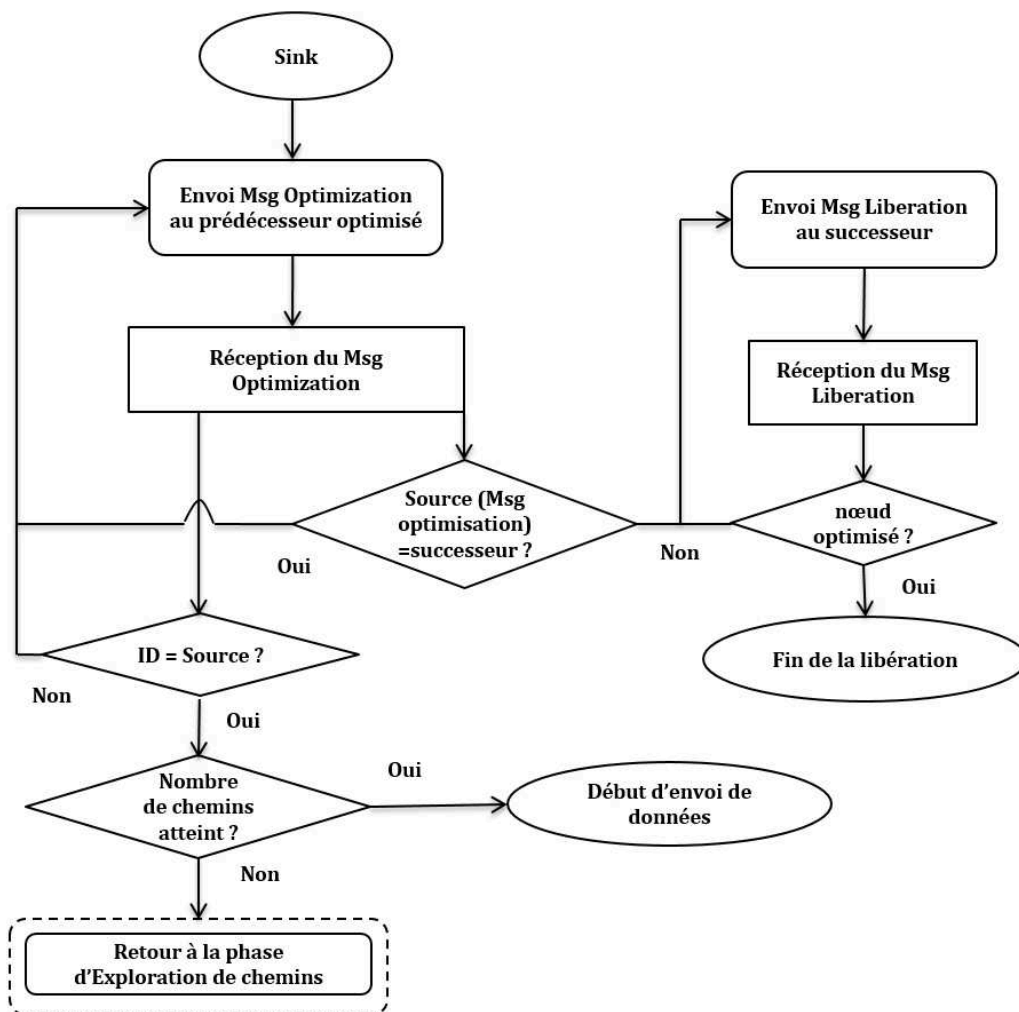 Sink
Envoi Msg Optimization
au prédécesseur optimisé
Envoi Msg Liberation
au successeur
Réception du Msg
Optimization
Réception du Msg
Liberation
Source (Msg
optimisation)
=successeur ?
nœud
optimisé ?
Oui
Non
Oui
ID = Source ?
Fin de la libération
Non
Oui
Nombre
de chemins
atteint ?
Oui
Début d’envoi de
données
Non
Retour à la phase
d’Exploration de chemins